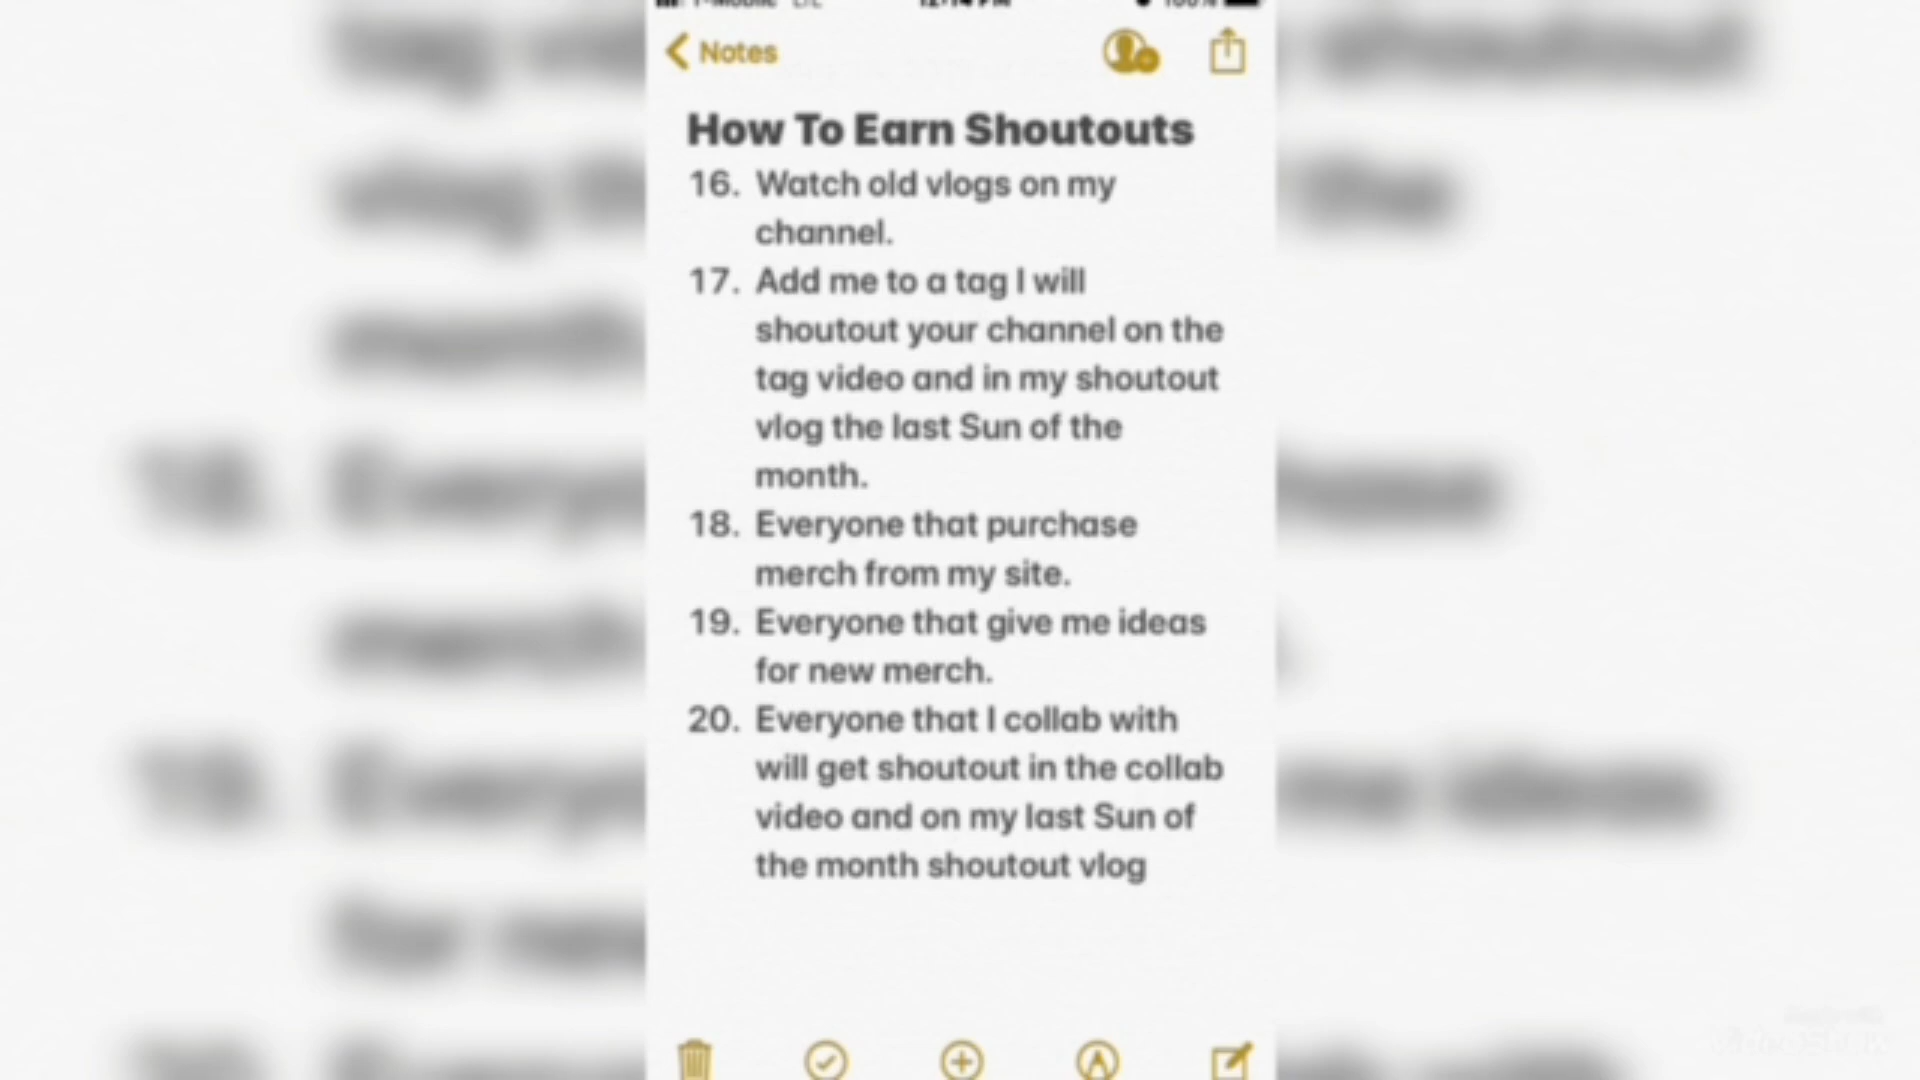 Notes
How To Earn Shoutouts
16. Watch old vlogs on my
channel.
17. Add me to a tag I will
shoutout your channel on the
tag video and in my shoutout
vlog the last Sun of the
month.
18. Everyone that purchase
merch from my site.
19. Everyone that give me ideas
for new merch.
20. Everyone that I collab with
will get shoutout in the collab
video and on my last Sun of
the month shoutout vlog